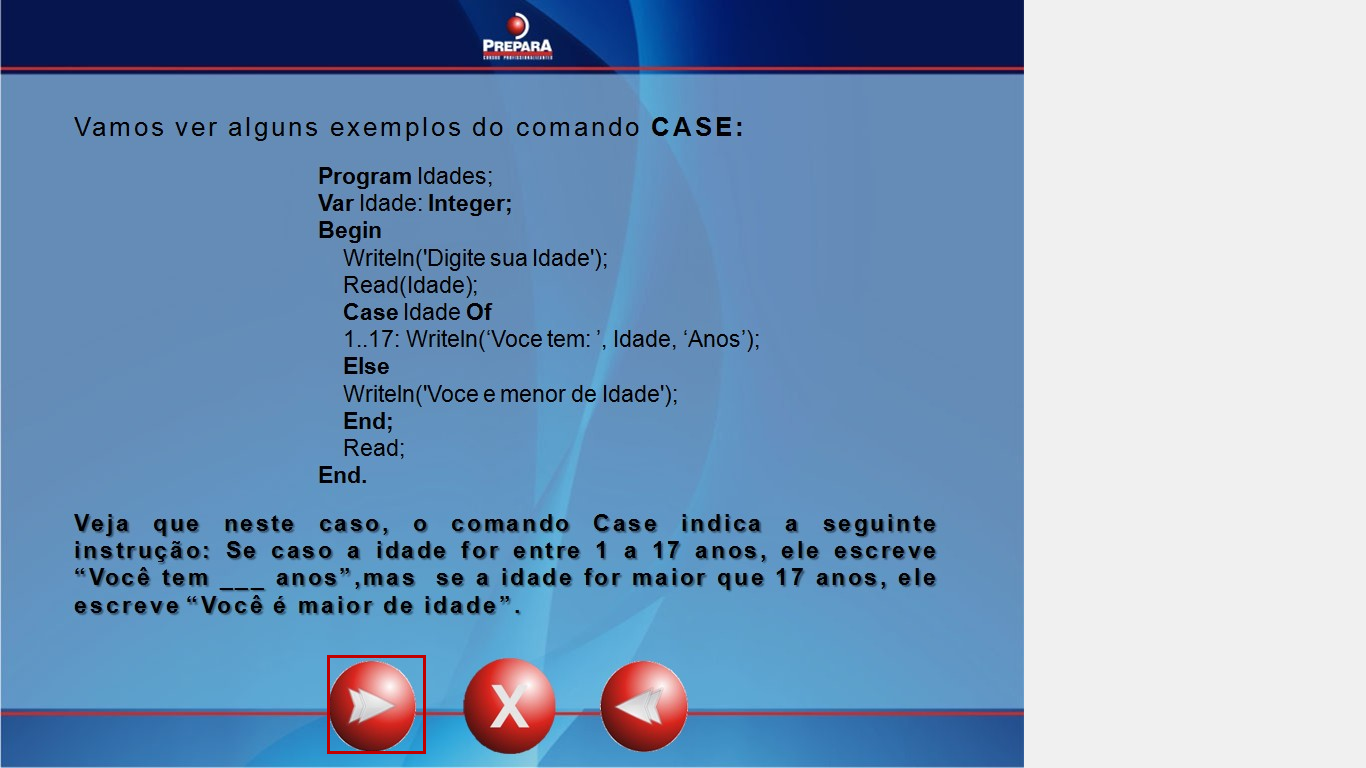 PREPARA
CURSOS PROFISSIONALIZANTES
Vamos ver alguns exemplos do comando CASE:
Program Idades;
Var Idade: Integer;
Begin
Writeln('Digite sua Idade');
Read(Idade);
Case Idade Of
1..17: Writeln(‘Voce tem: ’, Idade, ‘Anos’);
Else
Writeln('Voce e menor de Idade');
End;
Read;
End.
Veja que neste caso, o comando Case indica a seguinte
instrução: Se caso a idade for entre 1 a 17 anos, ele escreve
“Você tem ___ anos”,mas se a idade for maior que 17 anos, ele
escreve “Você é maior de idade”.
X